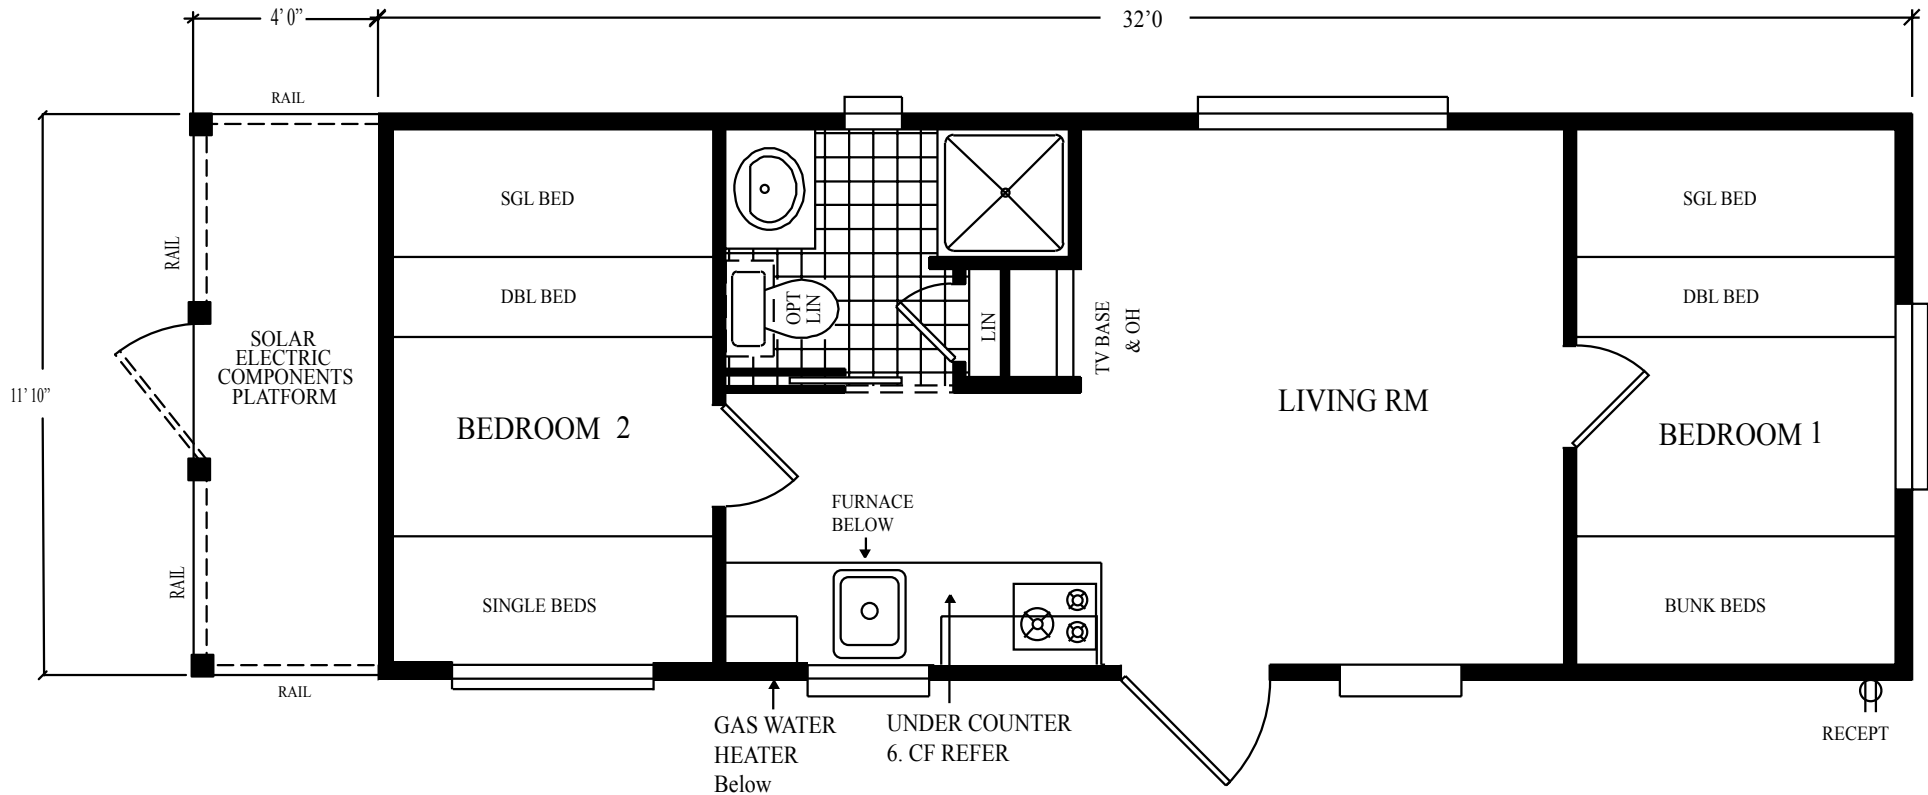 4'0"
32'0
RAIL
11'10"
RAIL
SOLAR
ELECTRIC
COMPONENTS
PLATFORM
RAIL
RAIL
SGL BED
DBL BED
BEDROOM 2
SINGLE BEDS
OPT
LIN
LIN
TV BASE
& OH
LIVING RM
FURNACE
BELOW
GAS WATER
HEATER
Below
UNDER COUNTER
6. CF REFER
SGL BED
DBL BED
BEDROOM 1
BUNK BEDS
RECEPT